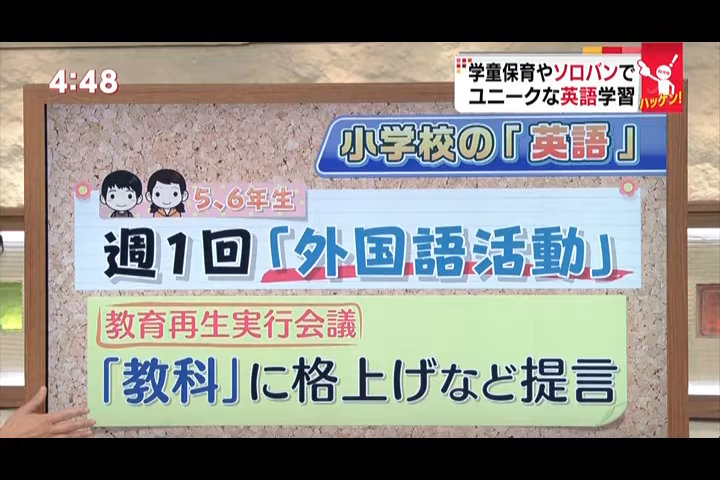 4:48
学童保育やソロバンで
ユニークな英語学習
ハッケン!
小学校の「英語」
5、6年生
週1回「外国語活動」
教育再生実行会議
「教科」に格上げなど提言